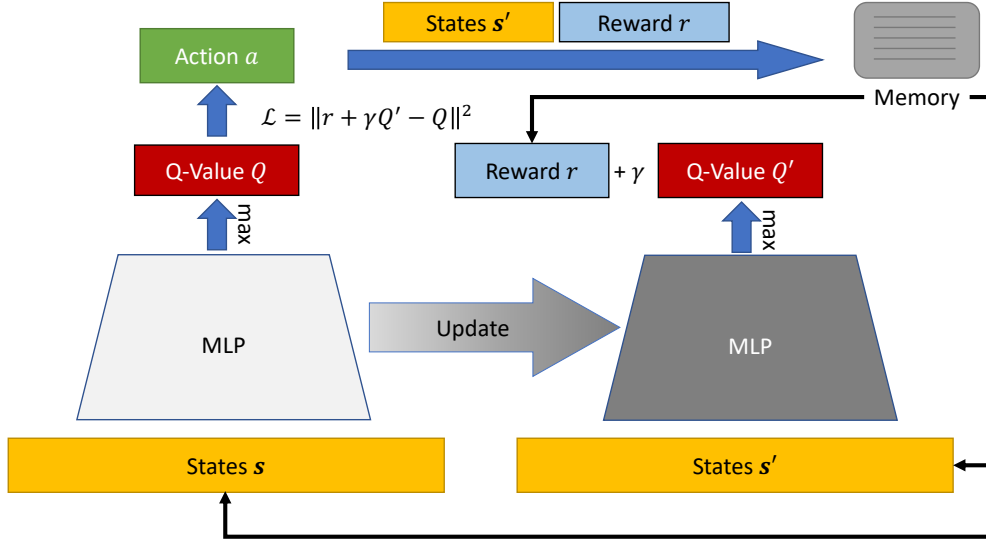 States 𝒔′ Reward 𝑟
Action 𝑎
Memory
ℒ = ‖𝑟 + 𝛾𝑄′ − 𝑄‖²
Q-Value 𝑄
Reward 𝑟 + 𝛾 Q-Value 𝑄′
max
max
MLP
Update
MLP
States 𝒔
States 𝒔′